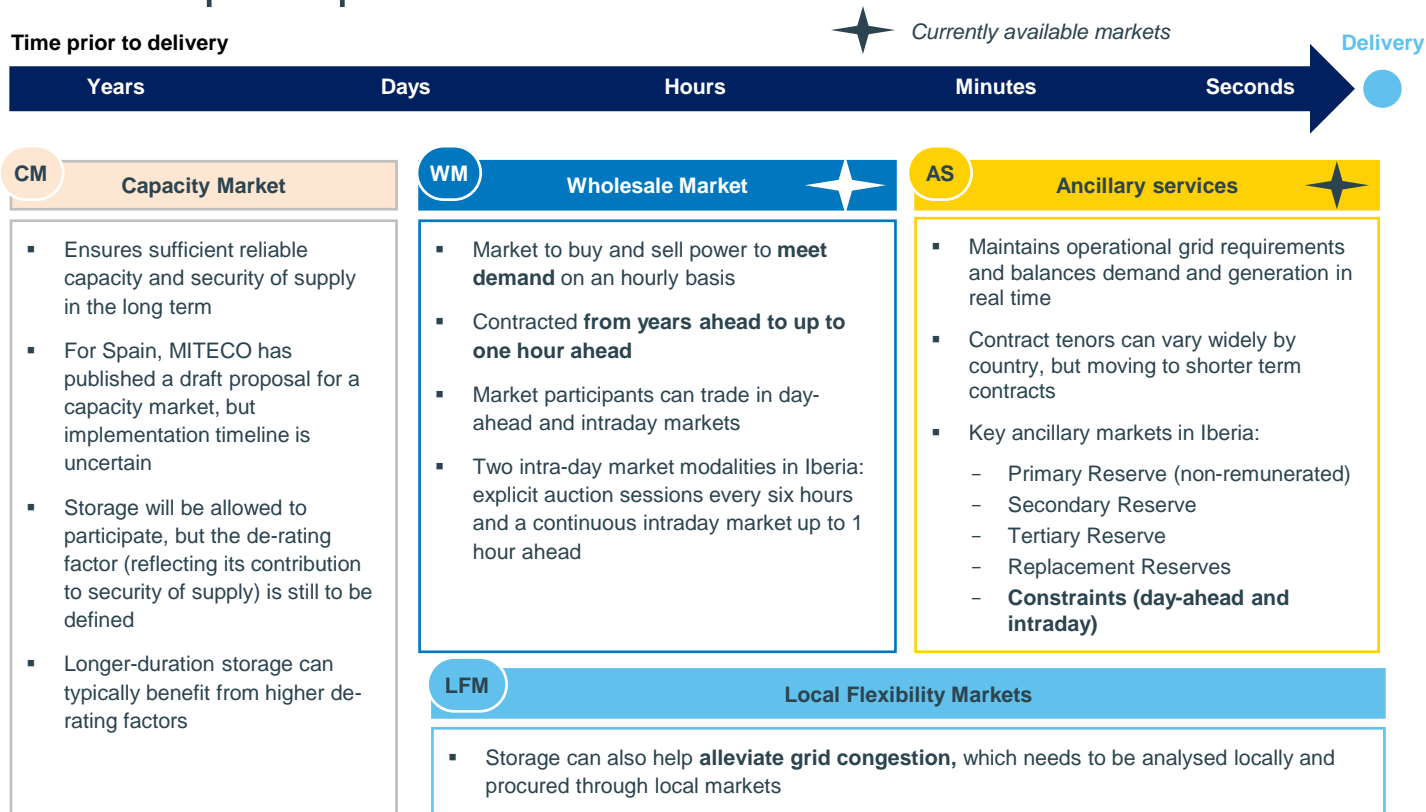 Time prior to delivery
Currently available markets
Delivery
Years
Days
Hours
Minutes
Seconds
CM
Capacity Market
▪ Ensures sufficient reliable
capacity and security of supply
in the long term
▪ For Spain, MITECO has
published a draft proposal for a
capacity market, but
implementation timeline is
uncertain
▪ Storage will be allowed to
participate, but the de-rating
factor (reflecting its contribution
to security of supply) is still to be
defined
▪ Longer-duration storage can
typically benefit from higher de-
rating factors
WM
Wholesale Market
▪ Market to buy and sell power to meet
demand on an hourly basis
▪ Contracted from years ahead to up to
one hour ahead
▪ Market participants can trade in day-
ahead and intraday markets
▪ Two intra-day market modalities in Iberia:
explicit auction sessions every six hours
and a continuous intraday market up to 1
hour ahead
AS
Ancillary services
▪ Maintains operational grid requirements
and balances demand and generation in
real time
▪ Contract tenors can vary widely by
country, but moving to shorter term
contracts
▪ Key ancillary markets in Iberia:
– Primary Reserve (non-remunerated)
– Secondary Reserve
– Tertiary Reserve
– Replacement Reserves
– Constraints (day-ahead and
intraday)
LFM
Local Flexibility Markets
▪ Storage can also help alleviate grid congestion, which needs to be analysed locally and
procured through local markets